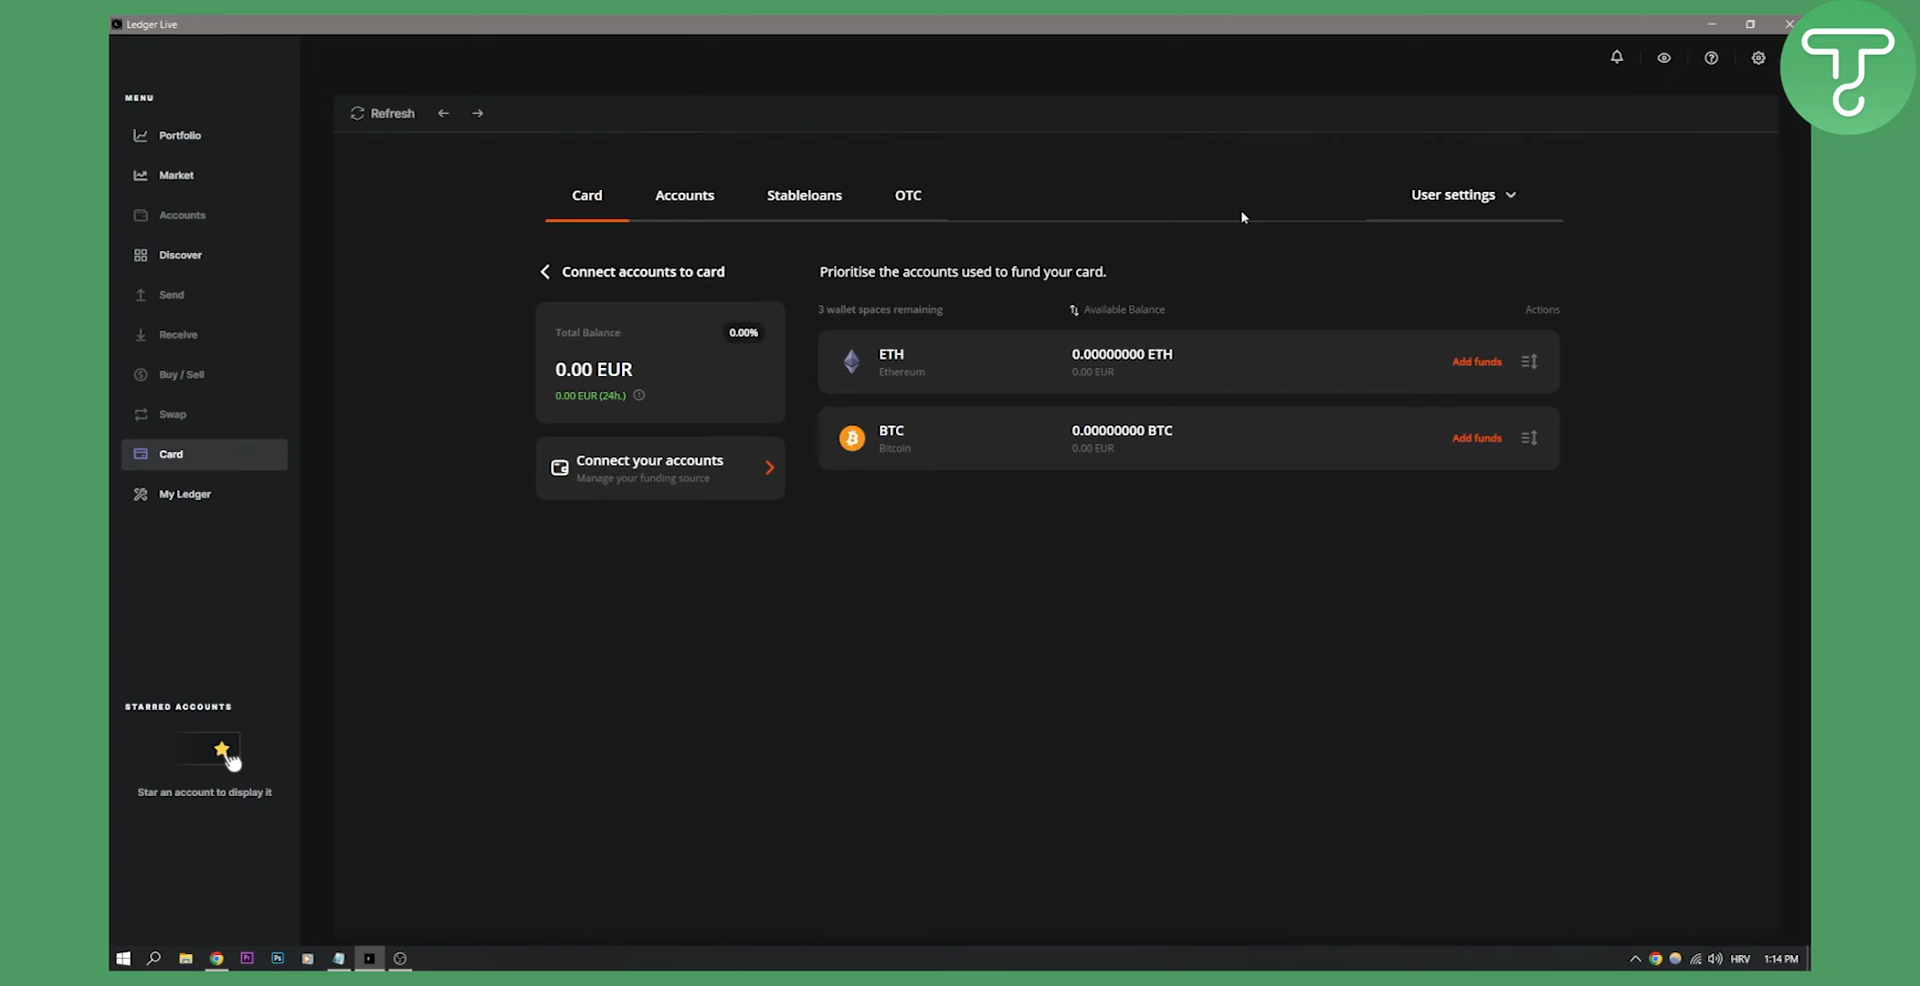 Ledger Live
MENU
Portfolio
Market
Accounts
Discover
Send
Receive
Buy / Sell
Swap
Card
My Ledger
STARRED ACCOUNTS
Star an account to display it
Refresh
Card Accounts Stableloans OTC User settings
Connect accounts to card
Total Balance 0.00%
0.00 EUR
0.00 EUR (24h.)
Connect your accounts
Manage your funding source
Prioritise the accounts used to fund your card.
3 wallet spaces remaining Available Balance Actions
ETH 0.00000000 ETH Add funds
Ethereum 0.00 EUR
BTC 0.00000000 BTC Add funds
Bitcoin 0.00 EUR
Pr Ps HRV 1:14 PM